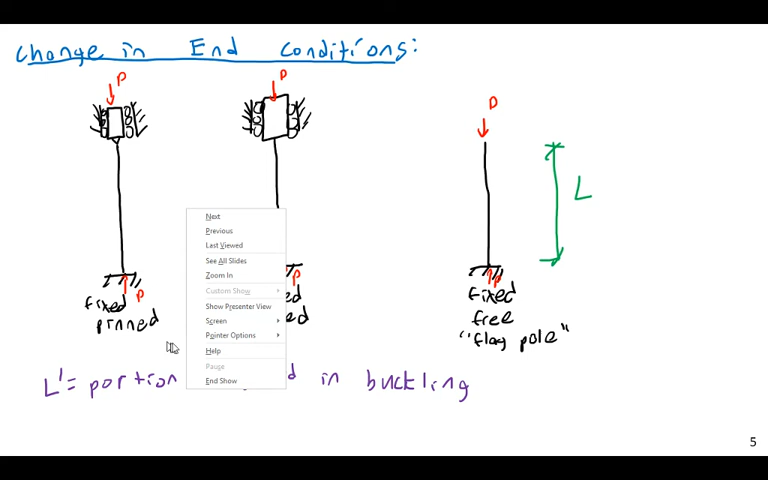 Change in End Conditions:
P
P
P
L
Next
Previous
Last Viewed
See All Slides
Zoom In
Custom Show
Show Presenter View
Screen
Pointer Options
Help
Pause
End Show
P
fixed
pinned
P
ed
ed
P
fixed
free
"flag pole"
L'= portion d in buckling
5